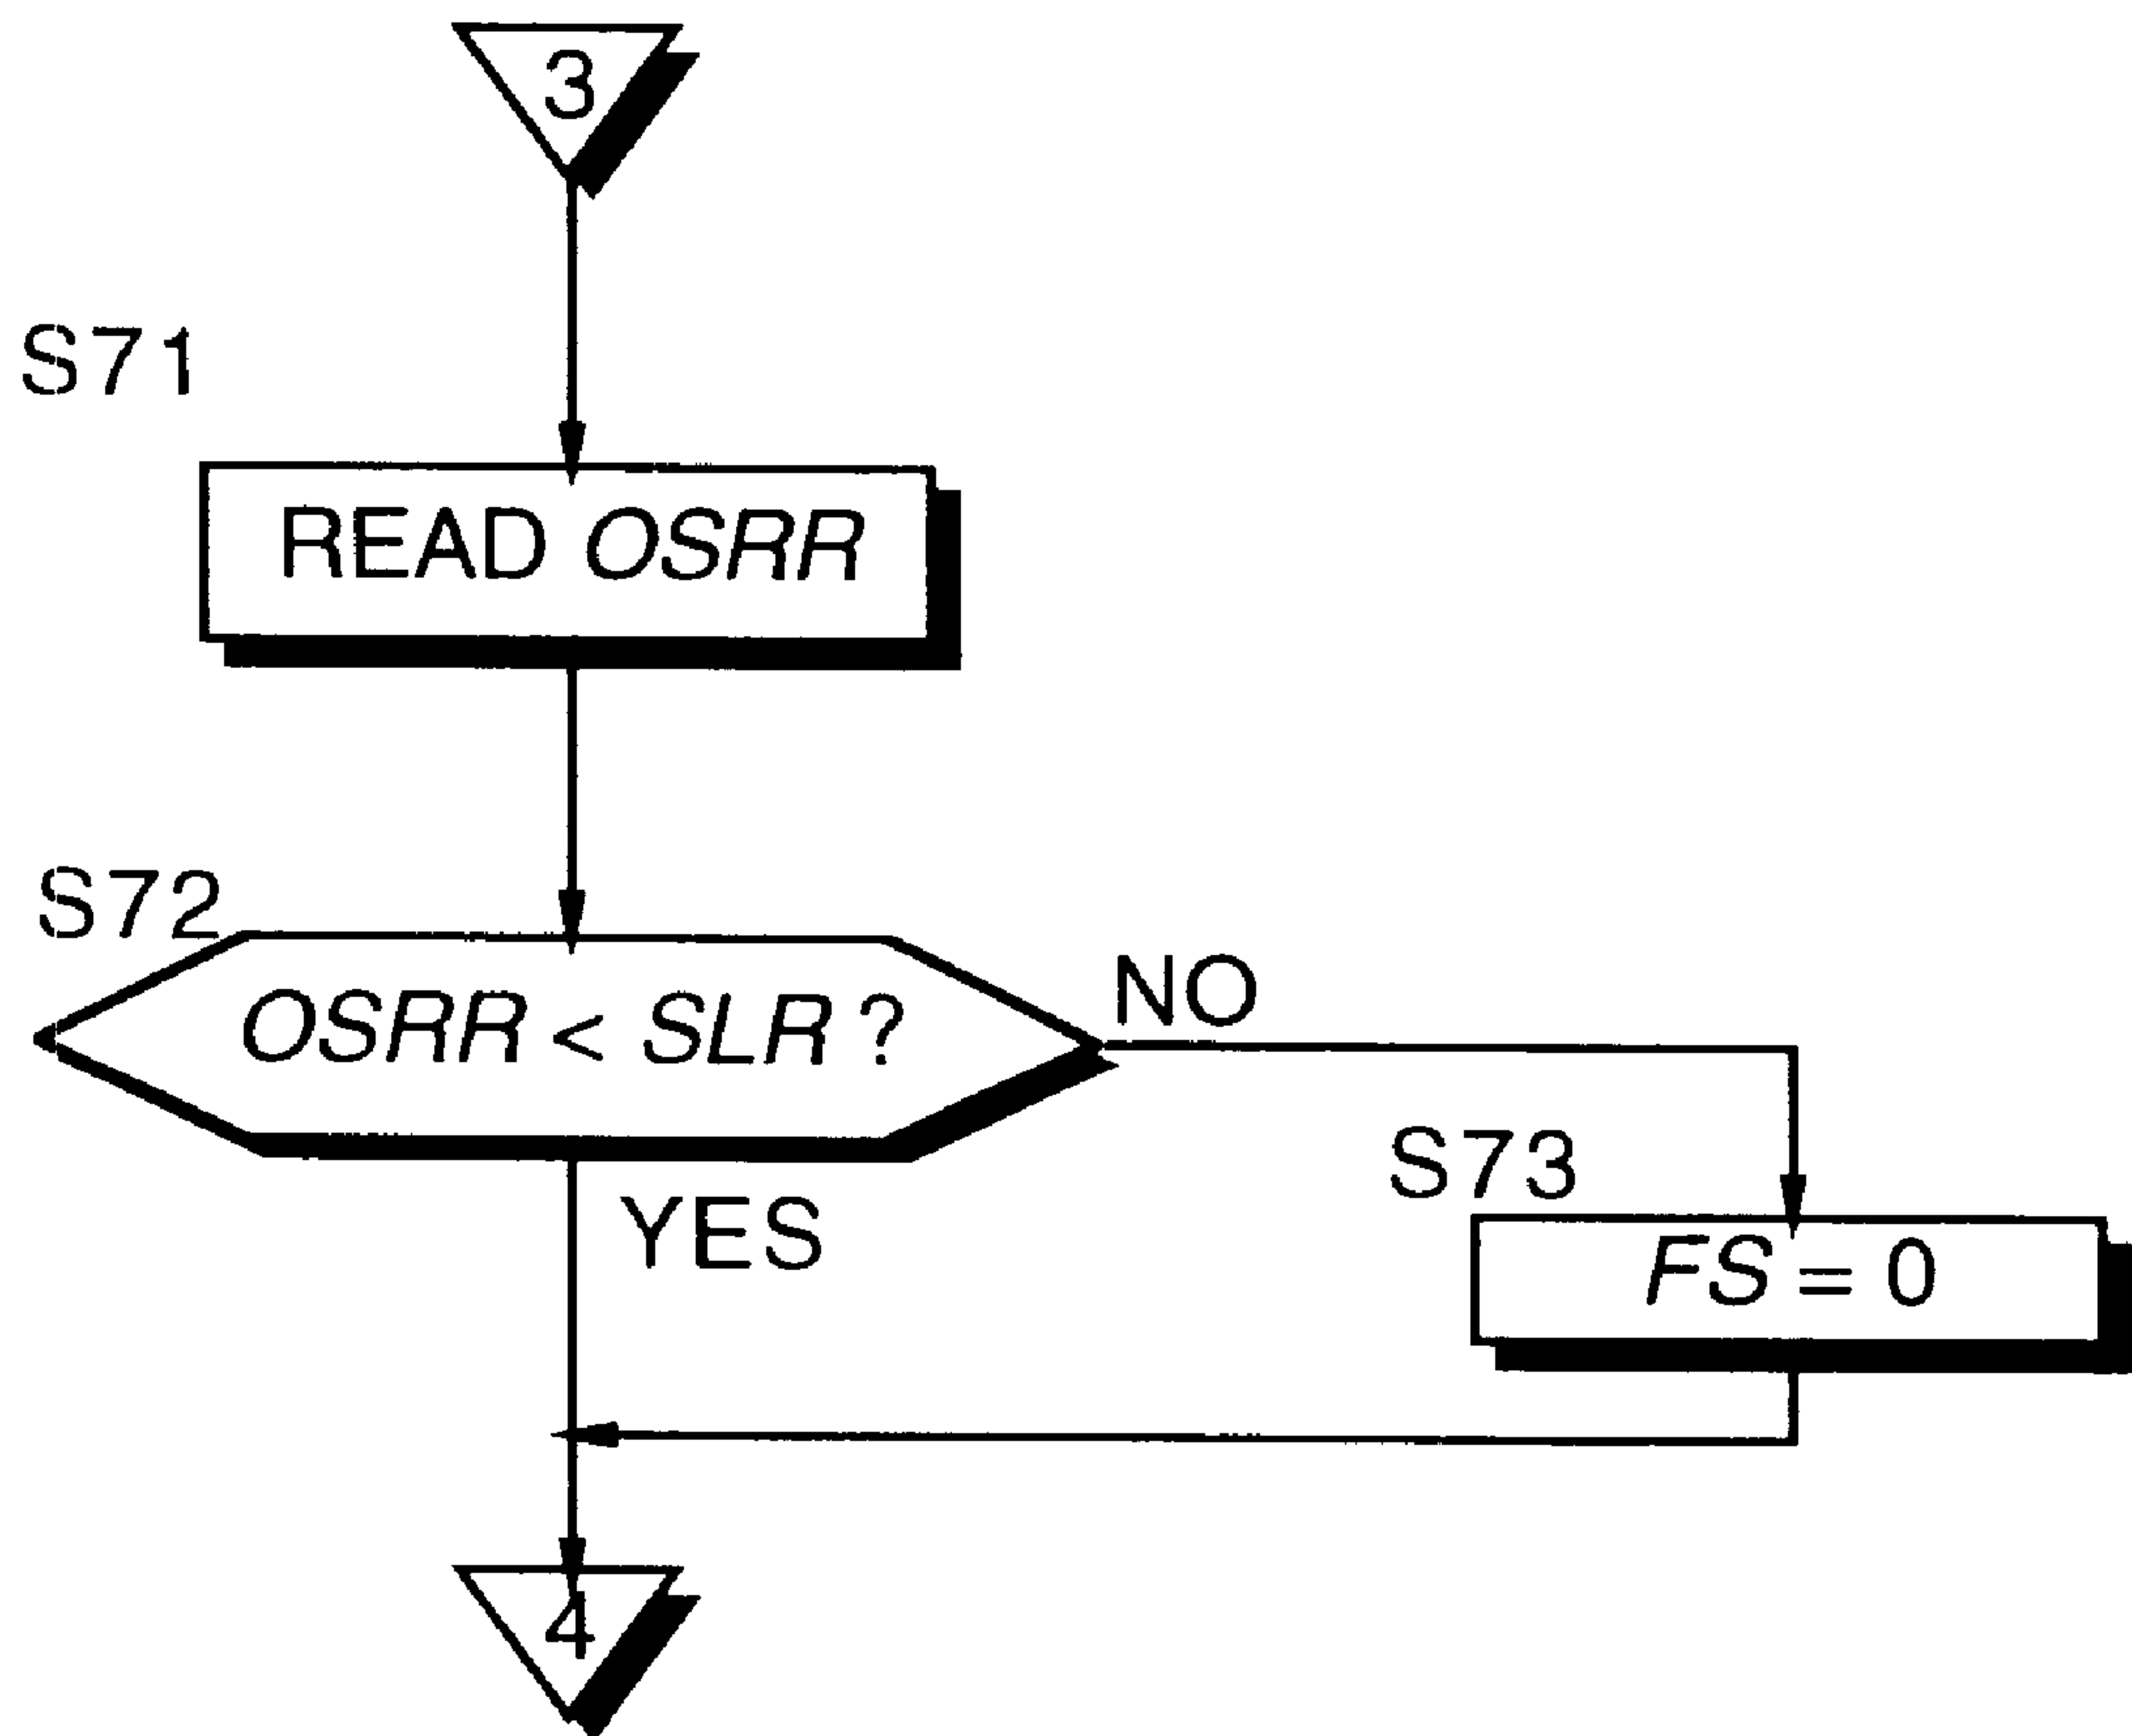 3
S71
READ OSRR
S72
OSRR < SLR ?
NO
YES
S73
FS = 0
4